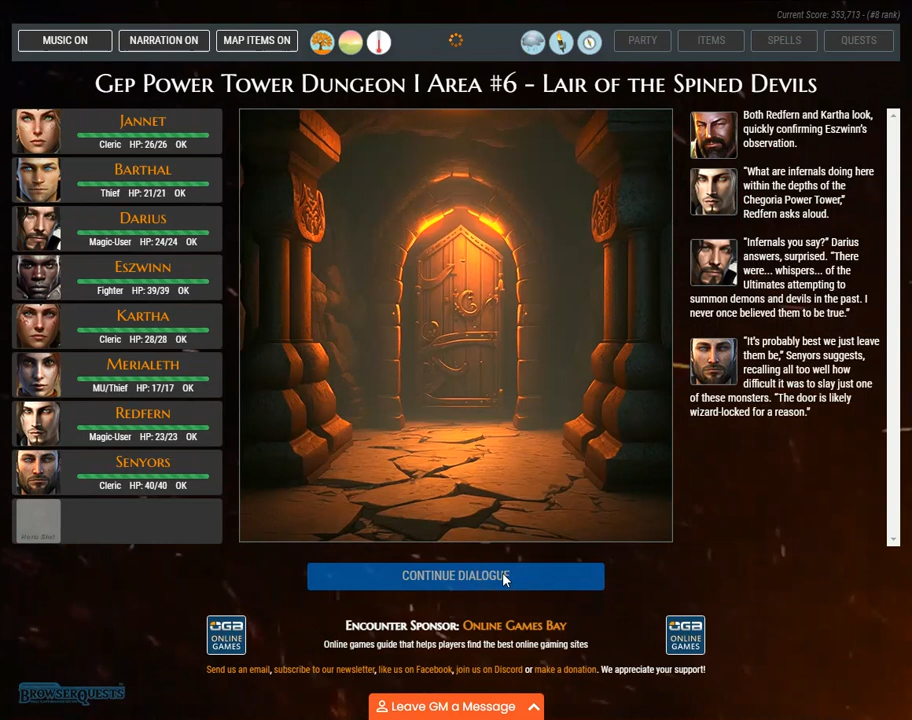 Current Score: 353,713 - (#8 rank)
MUSIC ON
NARRATION ON
MAP ITEMS ON
PARTY
ITEMS
SPELLS
QUESTS
Gep Power Tower Dungeon I Area #6 - Lair of the Spined Devils
Jannet
Cleric HP: 26/26 OK
Barthal
Thief HP: 21/21 OK
Darius
Magic-User HP: 24/24 OK
Eszwinn
Fighter HP: 39/39 OK
Kartha
Cleric HP: 28/28 OK
Merialeth
MU/Thief HP: 17/17 OK
Redfern
Magic-User HP: 23/23 OK
Senyors
Cleric HP: 40/40 OK
Both Redfern and Kartha look,
quickly confirming Eszwinn's
observation.
"What are infernals doing here
within the depths of the
Chegoria Power Tower,"
Redfern asks aloud.
"Infernals you say?" Darius
answers, surprised. "There
were... whispers... of the
Ultimates attempting to
summon demons and devils in the past. I
never once believed them to be true."
"It's probably best we just leave
them be," Senyors suggests,
recalling all too well how
difficult it was to slay just one
of these monsters. "The door is likely
wizard-locked for a reason."
CONTINUE DIALOGUE
OGA
ONLINE
GAMES
Encounter Sponsor: Online Games Bay
Online games guide that helps players find the best online gaming sites
OGA
ONLINE
GAMES
Send us an email, subscribe to our newsletter, like us on Facebook, join us on Discord or make a donation. We appreciate your support!
BrowserQuests
Leave GM a Message